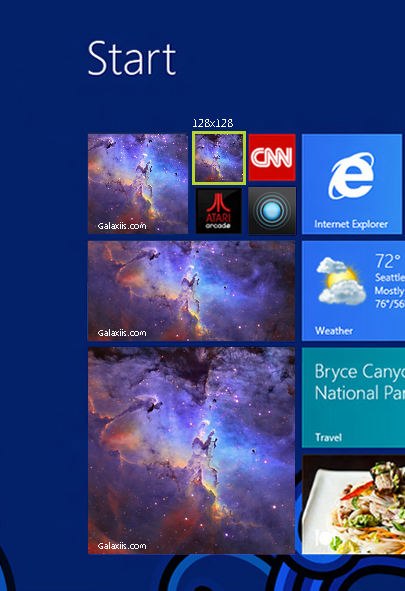 Start
128x128
CNN
ATARI
arcade
Galaxiis.com
Internet Explorer
72°
Seattle
Mostly
76°/56
Galaxiis.com
Weather
Bryce Canyo
National Par
Travel
Galaxiis.com